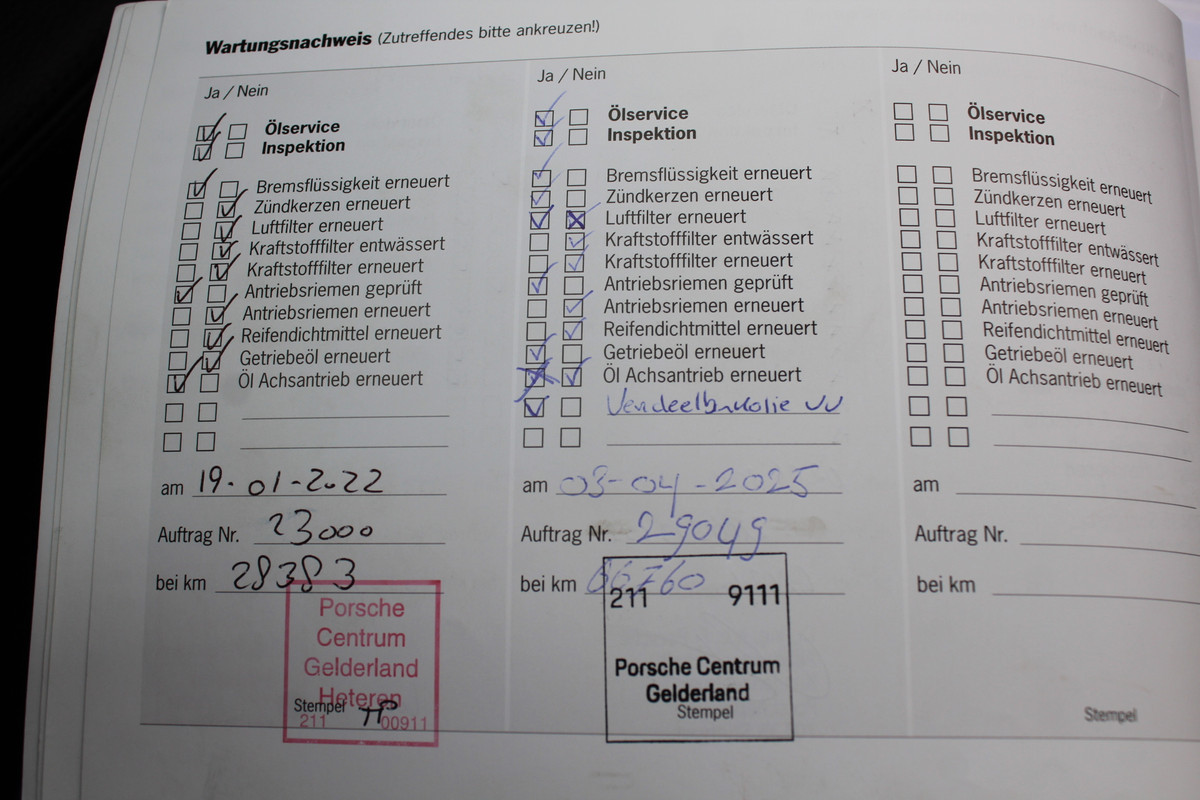 Wartungsnachweis (Zutreffendes bitte ankreuzen!)
Ja / Nein
Ölservice
Inspektion
Bremsflüssigkeit erneuert
Zündkerzen erneuert
Luftfilter erneuert
Kraftstofffilter entwässert
Kraftstofffilter erneuert
Antriebsriemen geprüft
Antriebsriemen erneuert
Reifendichtmittel erneuert
Getriebeöl erneuert
Öl Achsantrieb erneuert
am 19-01-2022
Auftrag Nr. 23000
bei km 28383
Porsche
Centrum
Gelderland
Heteren
Stempel
211 00911
Ja / Nein
Ölservice
Inspektion
Bremsflüssigkeit erneuert
Zündkerzen erneuert
Luftfilter erneuert
Kraftstofffilter entwässert
Kraftstofffilter erneuert
Antriebsriemen geprüft
Antriebsriemen erneuert
Reifendichtmittel erneuert
Getriebeöl erneuert
Öl Achsantrieb erneuert
Verdeelbakolie VV
am 03-04-2025
Auftrag Nr. 29049
bei km 66760
211 9111
Porsche Centrum
Gelderland
Stempel
Ja / Nein
Ölservice
Inspektion
Bremsflüssigkeit erneuert
Zündkerzen erneuert
Luftfilter erneuert
Kraftstofffilter entwässert
Kraftstofffilter erneuert
Antriebsriemen geprüft
Antriebsriemen erneuert
Reifendichtmittel erneuert
Getriebeöl erneuert
Öl Achsantrieb erneuert
am
Auftrag Nr.
bei km
Stempel